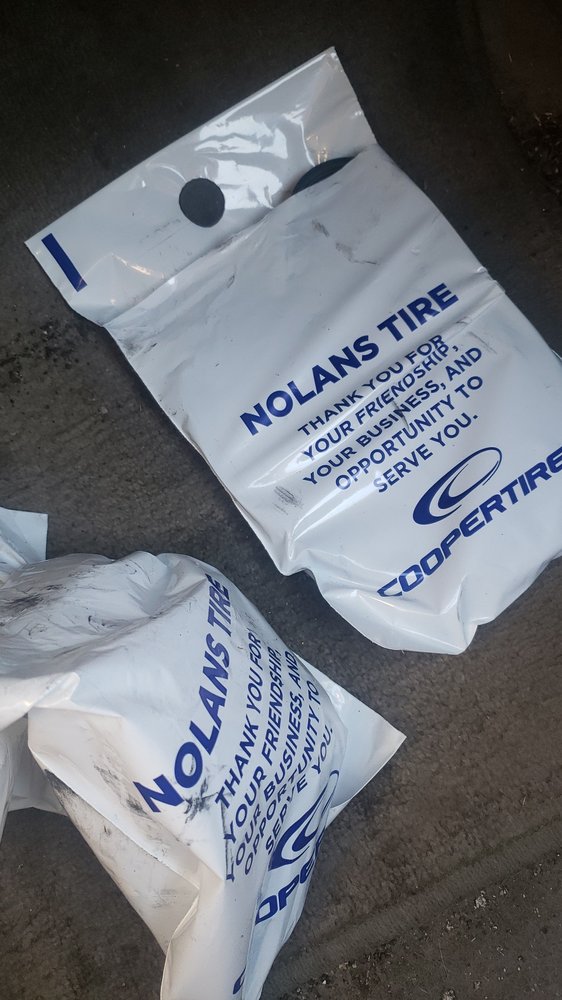 NOLANS TIRE
THANK YOU FOR
YOUR FRIENDSHIP,
YOUR BUSINESS, AND
OPPORTUNITY TO
SERVE YOU.
COOPERTIRE
NOLANS TIRE
THANK YOU FOR
YOUR FRIENDSHIP,
YOUR BUSINESS, AND
OPPORTUNITY TO
SERVE YOU.